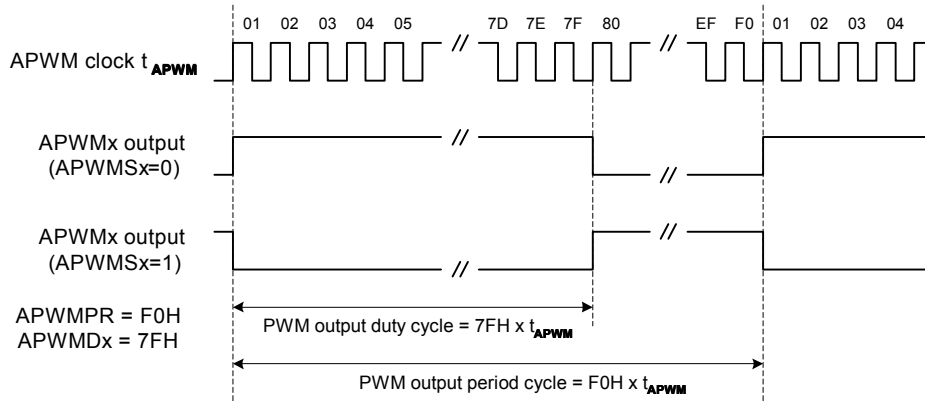 01 02 03 04 05 // 7D 7E 7F 80 // EF F0 01 02 03 04
APWM clock tAPWM
APWMx output
(APWMSx=0)
// //
APWMx output
(APWMSx=1)
// //
APWMPR = F0H
APWMDx = 7FH
PWM output duty cycle = 7FH x tAPWM
PWM output period cycle = F0H x tAPWM